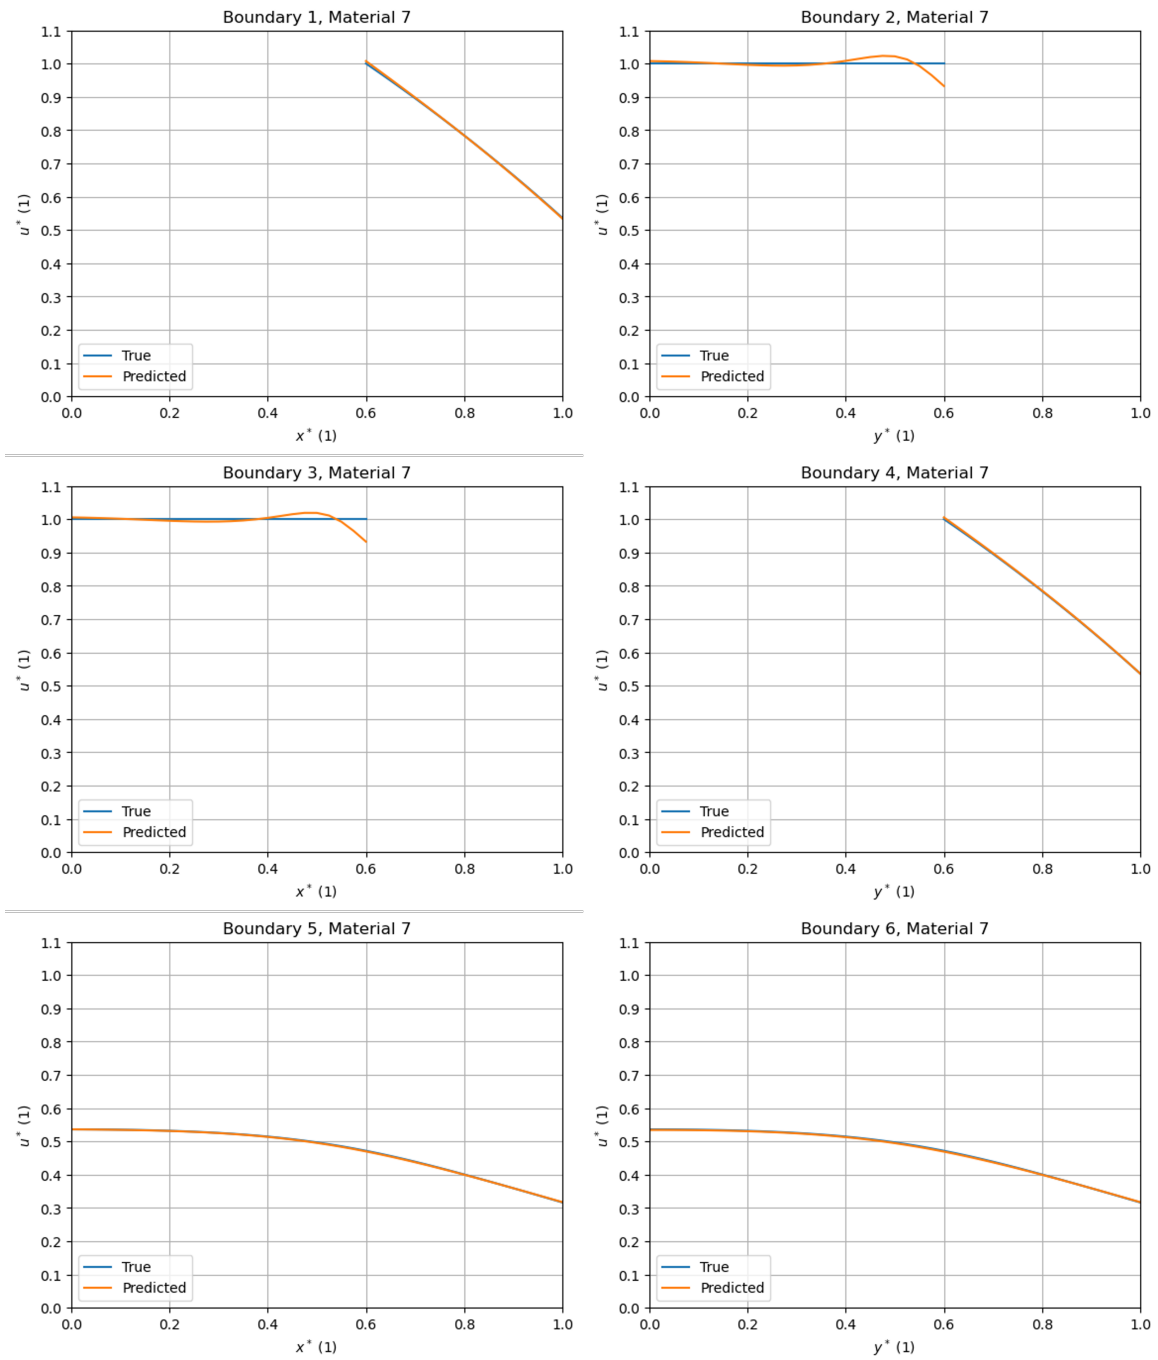 Boundary 1, Material 7
1.1
1.0
0.9
0.8
0.7
0.6
0.5
0.4
0.3
0.2
0.1
0.0
u* (1)
True
Predicted
0.0 0.2 0.4 0.6 0.8 1.0
x* (1)
Boundary 2, Material 7
1.1
1.0
0.9
0.8
0.7
0.6
0.5
0.4
0.3
0.2
0.1
0.0
u* (1)
True
Predicted
0.0 0.2 0.4 0.6 0.8 1.0
y* (1)
Boundary 3, Material 7
1.1
1.0
0.9
0.8
0.7
0.6
0.5
0.4
0.3
0.2
0.1
0.0
u* (1)
True
Predicted
0.0 0.2 0.4 0.6 0.8 1.0
x* (1)
Boundary 4, Material 7
1.1
1.0
0.9
0.8
0.7
0.6
0.5
0.4
0.3
0.2
0.1
0.0
u* (1)
True
Predicted
0.0 0.2 0.4 0.6 0.8 1.0
y* (1)
Boundary 5, Material 7
1.1
1.0
0.9
0.8
0.7
0.6
0.5
0.4
0.3
0.2
0.1
0.0
u* (1)
True
Predicted
0.0 0.2 0.4 0.6 0.8 1.0
x* (1)
Boundary 6, Material 7
1.1
1.0
0.9
0.8
0.7
0.6
0.5
0.4
0.3
0.2
0.1
0.0
u* (1)
True
Predicted
0.0 0.2 0.4 0.6 0.8 1.0
y* (1)